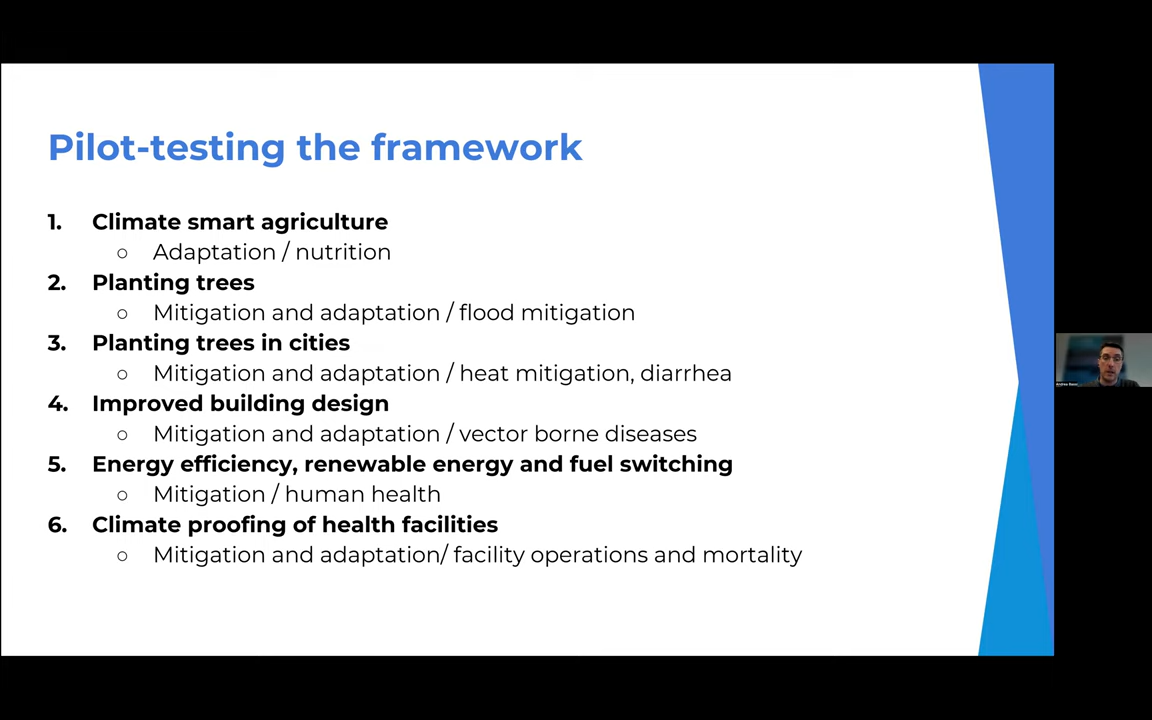 Pilot-testing the framework
1. Climate smart agriculture
○ Adaptation / nutrition
2. Planting trees
○ Mitigation and adaptation / flood mitigation
3. Planting trees in cities
○ Mitigation and adaptation / heat mitigation, diarrhea
4. Improved building design
○ Mitigation and adaptation / vector borne diseases
5. Energy efficiency, renewable energy and fuel switching
○ Mitigation / human health
6. Climate proofing of health facilities
○ Mitigation and adaptation/ facility operations and mortality